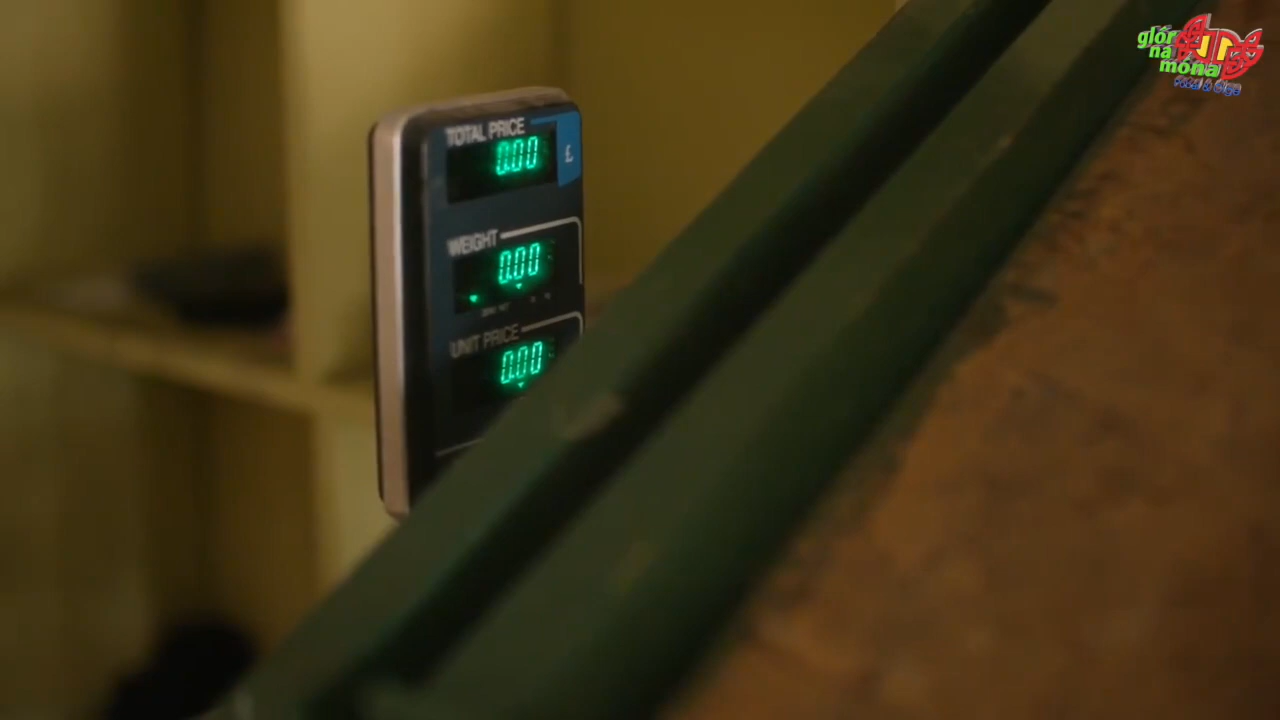 TOTAL PRICE
0.00
£
WEIGHT
0.00
UNIT PRICE
0.00
glór
na
móna